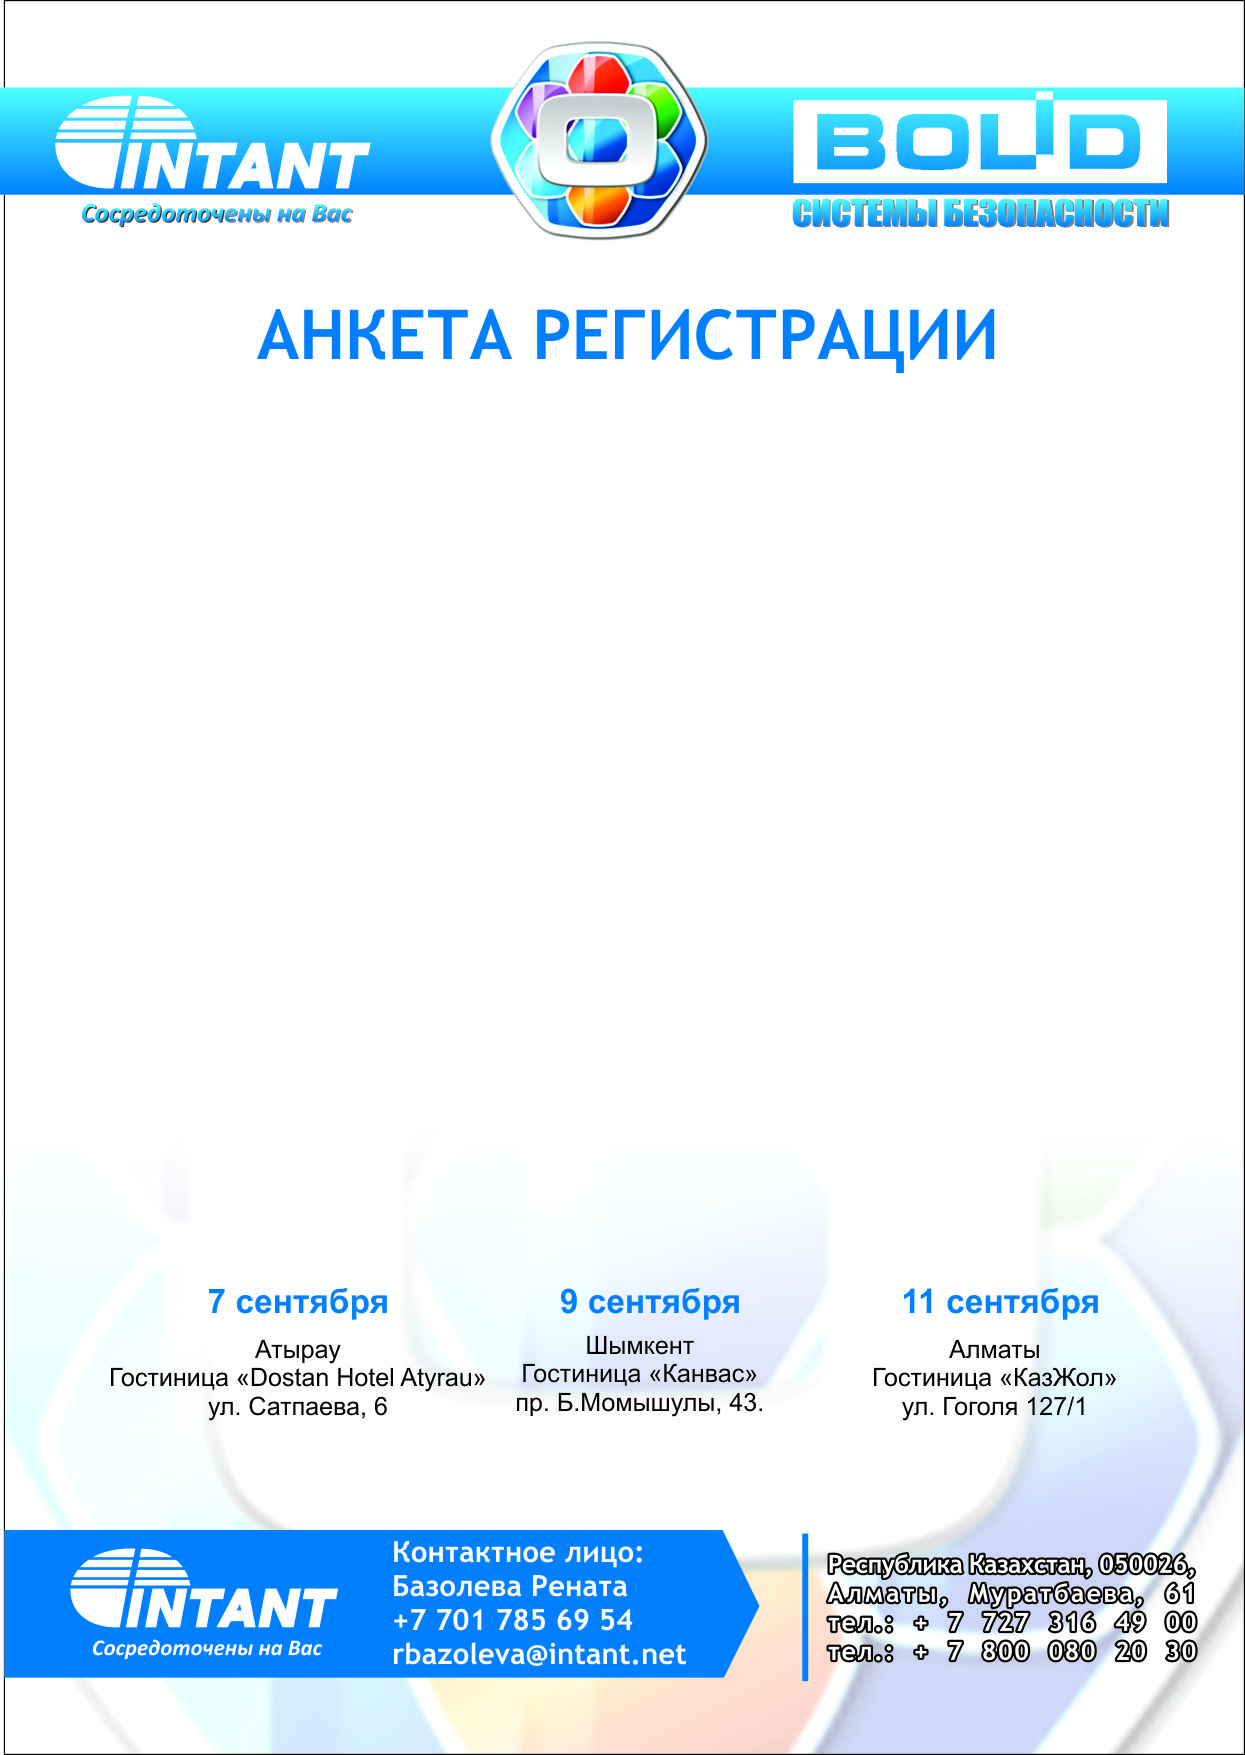 INTANT
Сосредоточены на Вас
BOLID
СИСТЕМЫ БЕЗОПАСНОСТИ
АНКЕТА РЕГИСТРАЦИИ
7 сентября
Атырау
Гостиница «Dostan Hotel Atyrau»
ул. Сатпаева, 6
9 сентября
Шымкент
Гостиница «Канвас»
пр. Б.Момышулы, 43.
11 сентября
Алматы
Гостиница «КазЖол»
ул. Гоголя 127/1
INTANT
Сосредоточены на Вас
Контактное лицо:
Базолева Рената
+7 701 785 69 54
rbazoleva@intant.net
Республика Казахстан, 050026,
Алматы, Муратбаева, 61
тел.: + 7 727 316 49 00
тел.: + 7 800 080 20 30